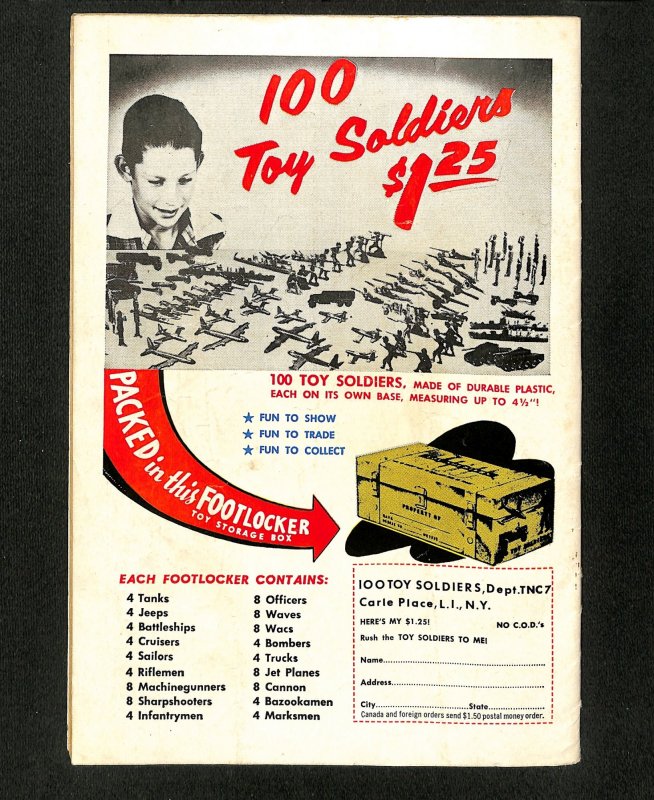 100
Toy Soldiers
$1.25
100 TOY SOLDIERS, MADE OF DURABLE PLASTIC,
EACH ON ITS OWN BASE, MEASURING UP TO 4½"!
★ FUN TO SHOW
★ FUN TO TRADE
★ FUN TO COLLECT
PACKED in this FOOTLOCKER
TOY STORAGE BOX
PROPERTY OF
EACH FOOTLOCKER CONTAINS:
4 Tanks
4 Jeeps
4 Battleships
4 Cruisers
4 Sailors
4 Riflemen
8 Machinegunners
8 Sharpshooters
4 Infantrymen
8 Officers
8 Waves
8 Wacs
4 Bombers
4 Trucks
8 Jet Planes
8 Cannon
4 Bazookamen
4 Marksmen
100 TOY SOLDIERS, Dept. TNC7
Carle Place, L.I., N.Y.
HERE'S MY $1.25! NO C.O.D.'s
Rush the TOY SOLDIERS TO ME!
Name
Address
City State
Canada and foreign orders send $1.50 postal money order.